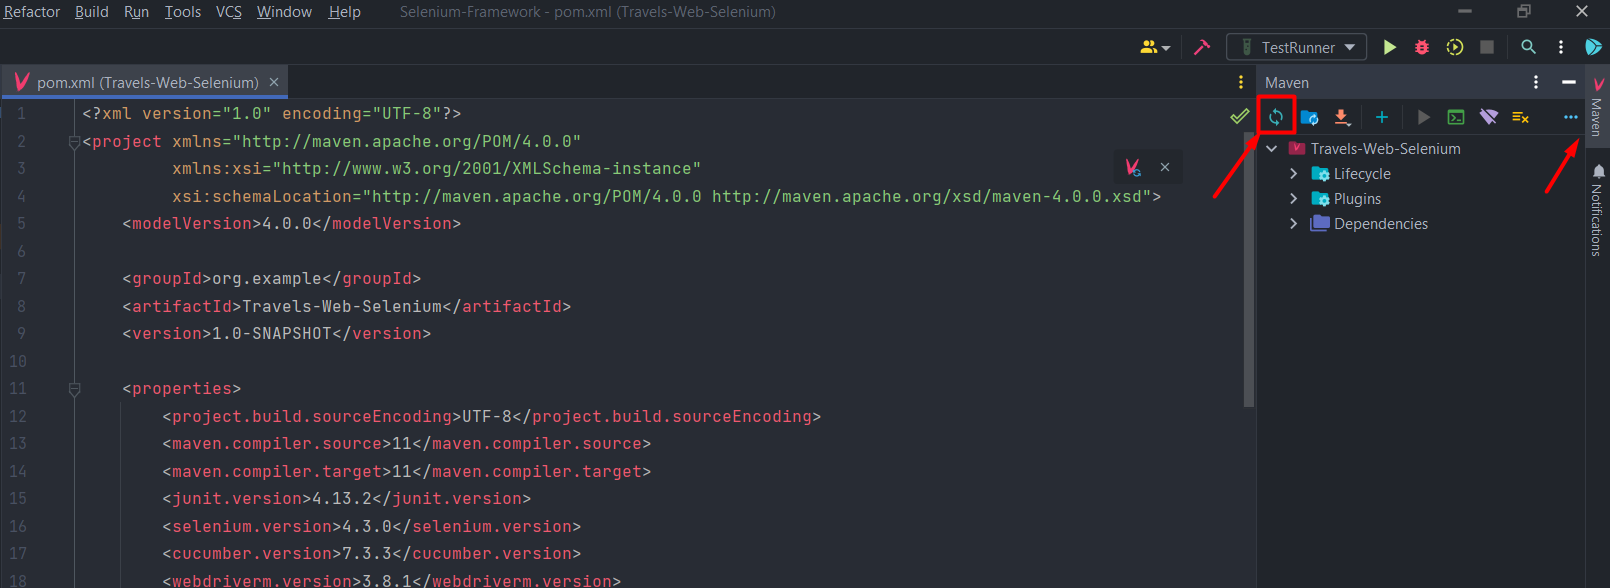 Refactor Build Run Tools VCS Window Help Selenium-Framework - pom.xml (Travels-Web-Selenium)
TestRunner
pom.xml (Travels-Web-Selenium)
Maven
1 <?xml version="1.0" encoding="UTF-8"?>
2 <project xmlns="http://maven.apache.org/POM/4.0.0"
3 xmlns:xsi="http://www.w3.org/2001/XMLSchema-instance"
4 xsi:schemaLocation="http://maven.apache.org/POM/4.0.0 http://maven.apache.org/xsd/maven-4.0.0.xsd">
5 <modelVersion>4.0.0</modelVersion>
6
7 <groupId>org.example</groupId>
8 <artifactId>Travels-Web-Selenium</artifactId>
9 <version>1.0-SNAPSHOT</version>
10
11 <properties>
12 <project.build.sourceEncoding>UTF-8</project.build.sourceEncoding>
13 <maven.compiler.source>11</maven.compiler.source>
14 <maven.compiler.target>11</maven.compiler.target>
15 <junit.version>4.13.2</junit.version>
16 <selenium.version>4.3.0</selenium.version>
17 <cucumber.version>7.3.3</cucumber.version>
18 <webdriverm.version>3.8.1</webdriverm.version>
Travels-Web-Selenium
Lifecycle
Plugins
Dependencies
Maven
Notifications